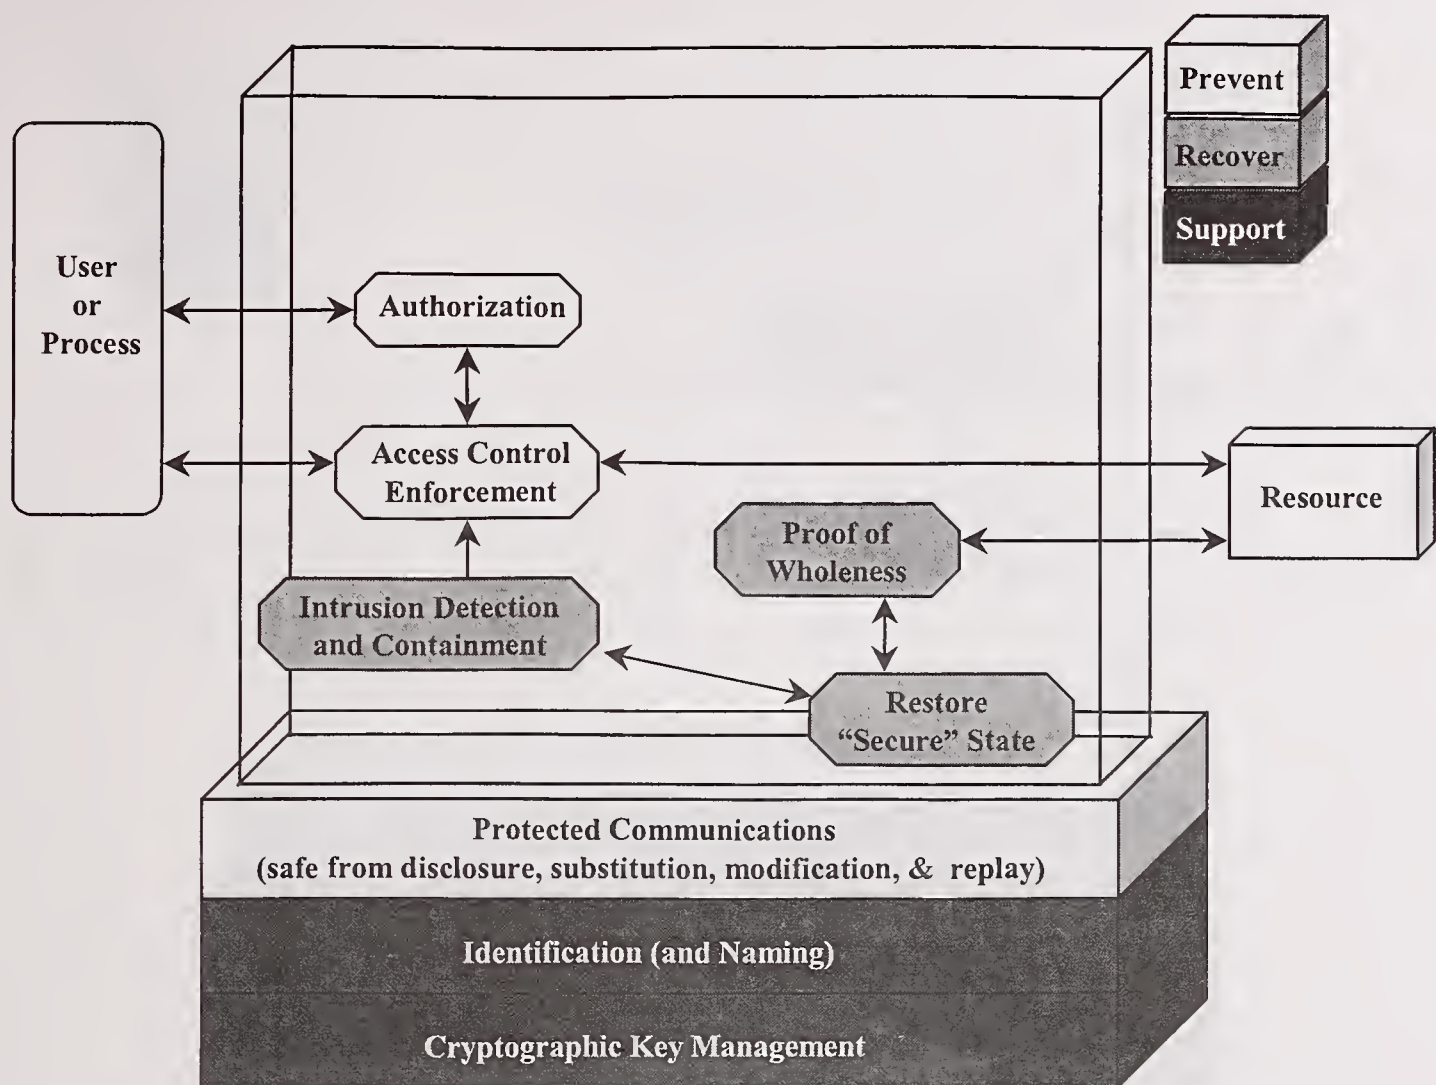 Prevent
Recover
Support
User
or
Process
Authorization
Access Control
Enforcement
Resource
Proof of
Wholeness
Intrusion Detection
and Containment
Restore
“Secure” State
Protected Communications
(safe from disclosure, substitution, modification, & replay)
Identification (and Naming)
Cryptographic Key Management